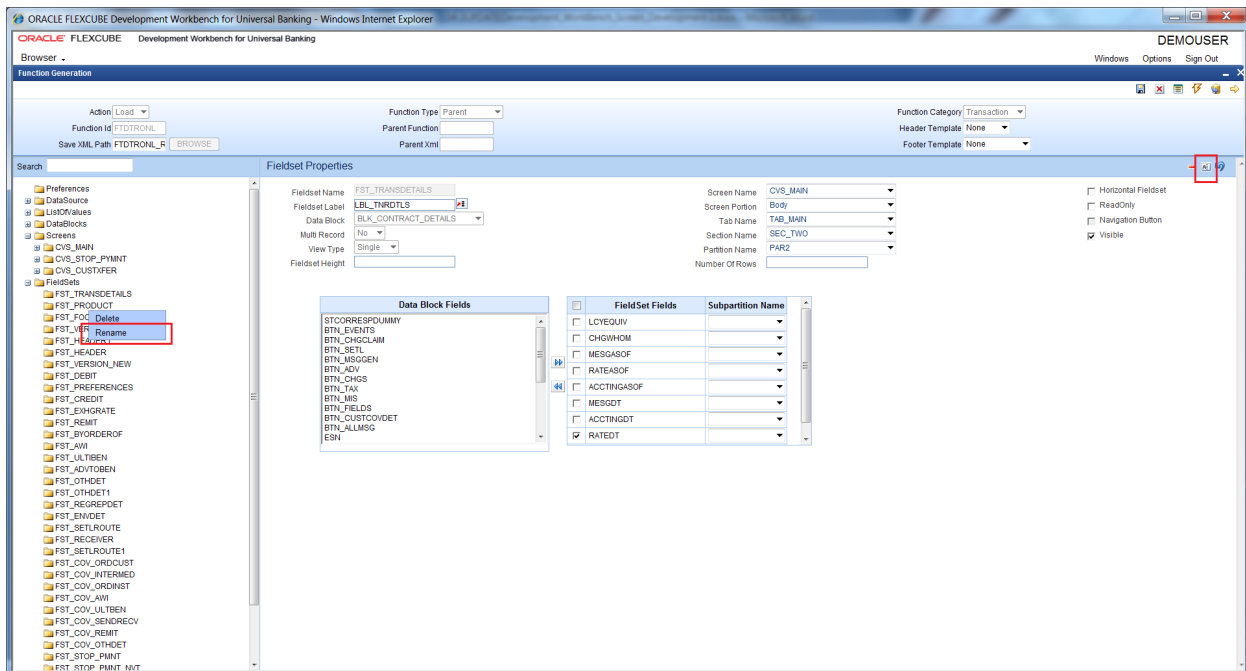 ORACLE FLEXCUBE Development Workbench for Universal Banking - Windows Internet Explorer
ORACLE FLEXCUBE Development Workbench for Universal Banking
DEMOUSER
Browser
Windows Options Sign Out
Function Generation
Action Load Function Type Parent Function Category Transaction
Function Id FTDTRONL Parent Function Header Template None
Save XML Path FTDTRONL_R BROWSE Parent Xml Footer Template None
Search
Fieldset Properties
Preferences
DataSource
ListOfValues
DataBlocks
Screens
CVS_MAIN
CVS_STOP_PYMNT
CVS_CUSTXFER
FieldSets
FST_TRANSDETAILS
FST_PRODUCT
FST_FOO
FST_VER
FST_HEADER1
FST_HEADER
FST_VERSION_NEW
FST_DEBIT
FST_PREFERENCES
FST_CREDIT
FST_EXHGRATE
FST_REMIT
FST_BYORDEROF
FST_AWI
FST_ULTIBEN
FST_ADVTOBEN
FST_OTHDET
FST_OTHDET1
FST_REGREPDET
FST_ENVDET
FST_SETLROUTE
FST_RECEIVER
FST_SETLROUTE1
FST_COV_ORDCUST
FST_COV_INTERMED
FST_COV_ORDINST
FST_COV_AWI
FST_COV_ULTBEN
FST_COV_SENDRECV
FST_COV_REMIT
FST_COV_OTHDET
FST_STOP_PMNT
FST_STOP_PMNT_NVT
Delete
Rename
Fieldset Name FST_TRANSDETAILS
Fieldset Label LBL_TNRDTLS
Data Block BLK_CONTRACT_DETAILS
Multi Record No
View Type Single
Fieldset Height
Screen Name CVS_MAIN
Screen Portion Body
Tab Name TAB_MAIN
Section Name SEC_TWO
Partition Name PAR2
Number Of Rows
Horizontal Fieldset
ReadOnly
Navigation Button
Visible
Data Block Fields
STCORRESPDUMMY
BTN_EVENTS
BTN_CHGCLAIM
BTN_SETL
BTN_MSGGEN
BTN_ADV
BTN_CHGS
BTN_TAX
BTN_MIS
BTN_FIELDS
BTN_CUSTCOVDET
BTN_ALLMSG
ESN
FieldSet Fields Subpartition Name
LCYEQUIV
CHGWHOM
MESGASOF
RATEASOF
ACCTINGASOF
MESGDT
ACCTINGDT
RATEDT